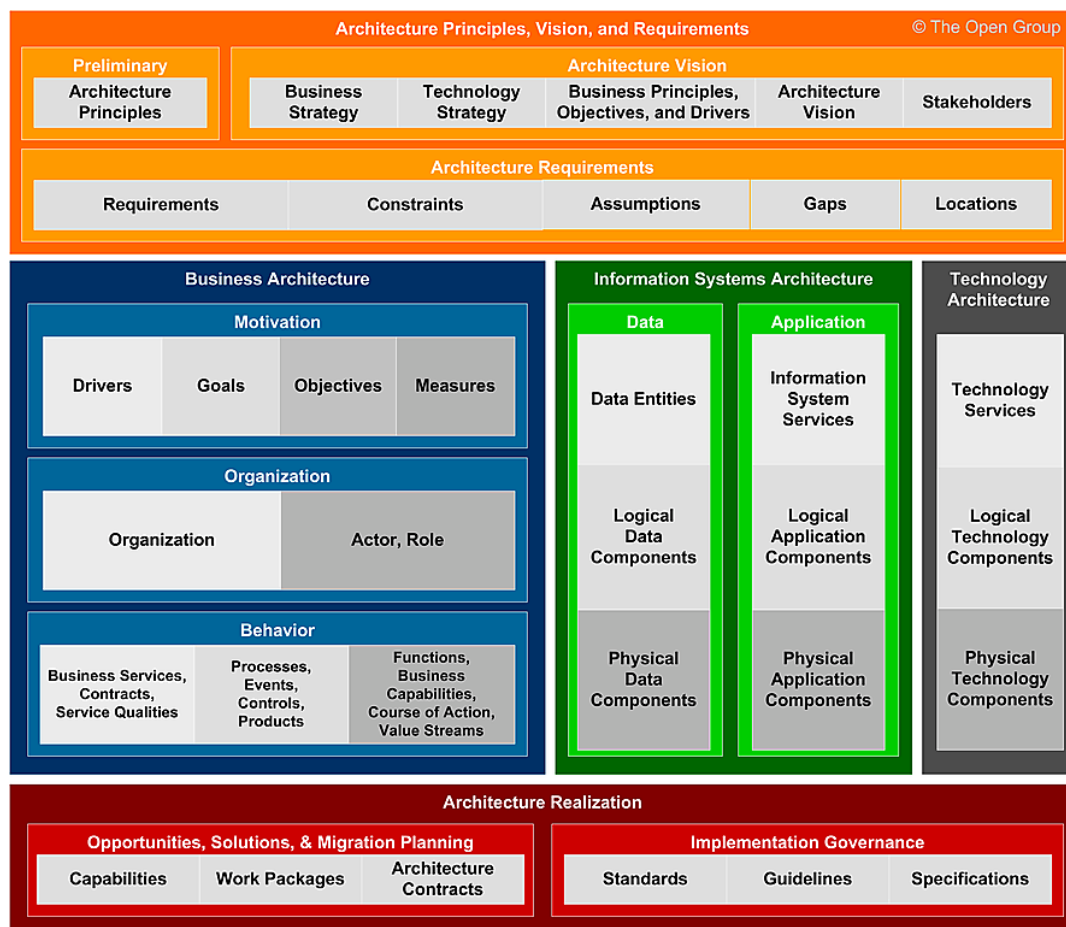 Architecture Principles, Vision, and Requirements
© The Open Group
Preliminary
Architecture
Principles
Architecture Vision
Business
Strategy
Technology
Strategy
Business Principles,
Objectives, and Drivers
Architecture
Vision
Stakeholders
Architecture Requirements
Requirements
Constraints
Assumptions
Gaps
Locations
Business Architecture
Motivation
Drivers
Goals
Objectives
Measures
Organization
Organization
Actor, Role
Behavior
Business Services,
Contracts,
Service Qualities
Processes,
Events,
Controls,
Products
Functions,
Business
Capabilities,
Course of Action,
Value Streams
Information Systems Architecture
Data
Data Entities
Logical
Data
Components
Physical
Data
Components
Application
Information
System
Services
Logical
Application
Components
Physical
Application
Components
Technology
Architecture
Technology
Services
Logical
Technology
Components
Physical
Technology
Components
Architecture Realization
Opportunities, Solutions, & Migration Planning
Capabilities
Work Packages
Architecture
Contracts
Implementation Governance
Standards
Guidelines
Specifications